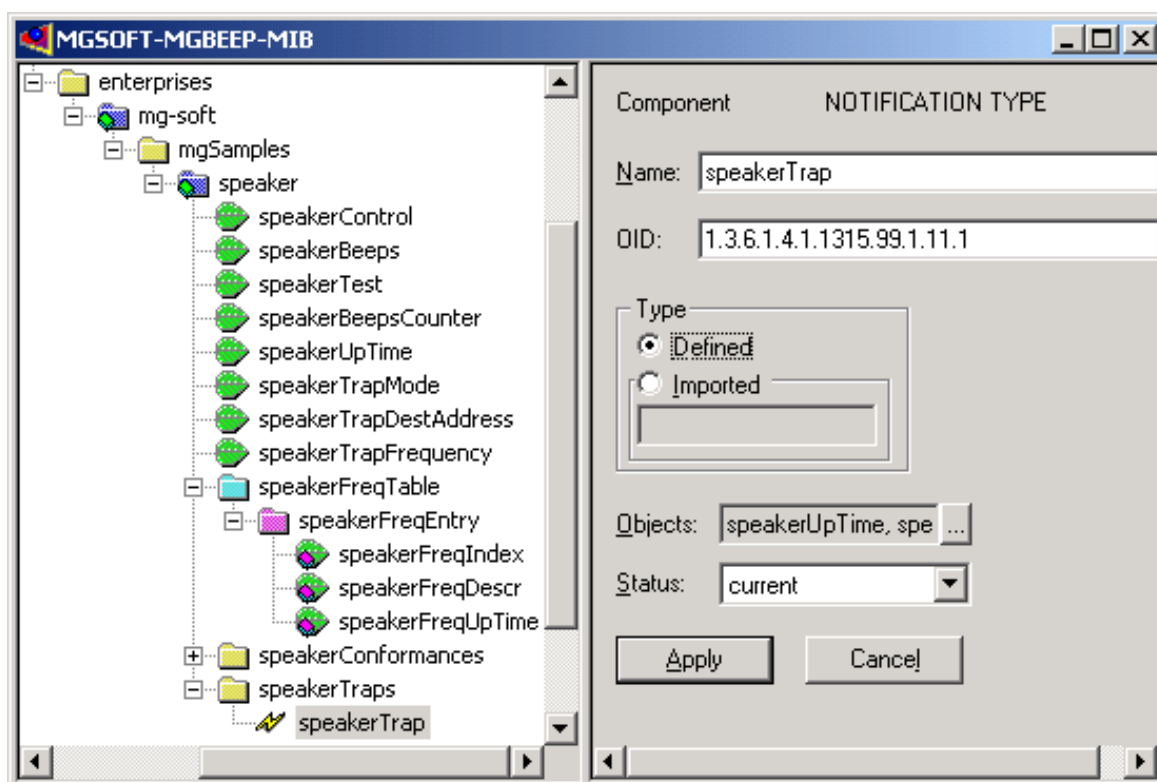 MGSOFT-MGBEEP-MIB
enterprises
mg-soft
mgSamples
speaker
speakerControl
speakerBeeps
speakerTest
speakerBeepsCounter
speakerUpTime
speakerTrapMode
speakerTrapDestAddress
speakerTrapFrequency
speakerFreqTable
speakerFreqEntry
speakerFreqIndex
speakerFreqDescr
speakerFreqUpTime
speakerConformances
speakerTraps
speakerTrap
Component NOTIFICATION TYPE
Name: speakerTrap
OID: 1.3.6.1.4.1.1315.99.1.11.1
Type
Defined
Imported
Objects: speakerUpTime, spe ...
Status: current
Apply Cancel